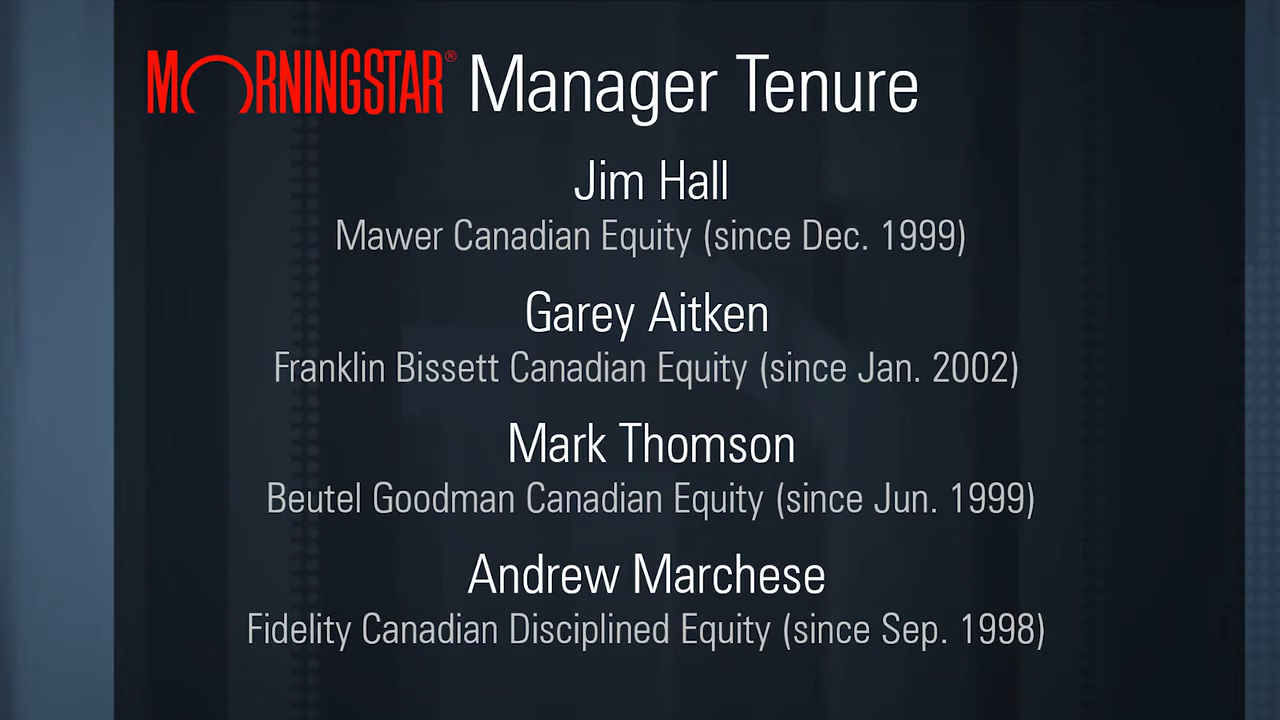 MORNINGSTAR® Manager Tenure
Jim Hall
Mawer Canadian Equity (since Dec. 1999)
Garey Aitken
Franklin Bissett Canadian Equity (since Jan. 2002)
Mark Thomson
Beutel Goodman Canadian Equity (since Jun. 1999)
Andrew Marchese
Fidelity Canadian Disciplined Equity (since Sep. 1998)